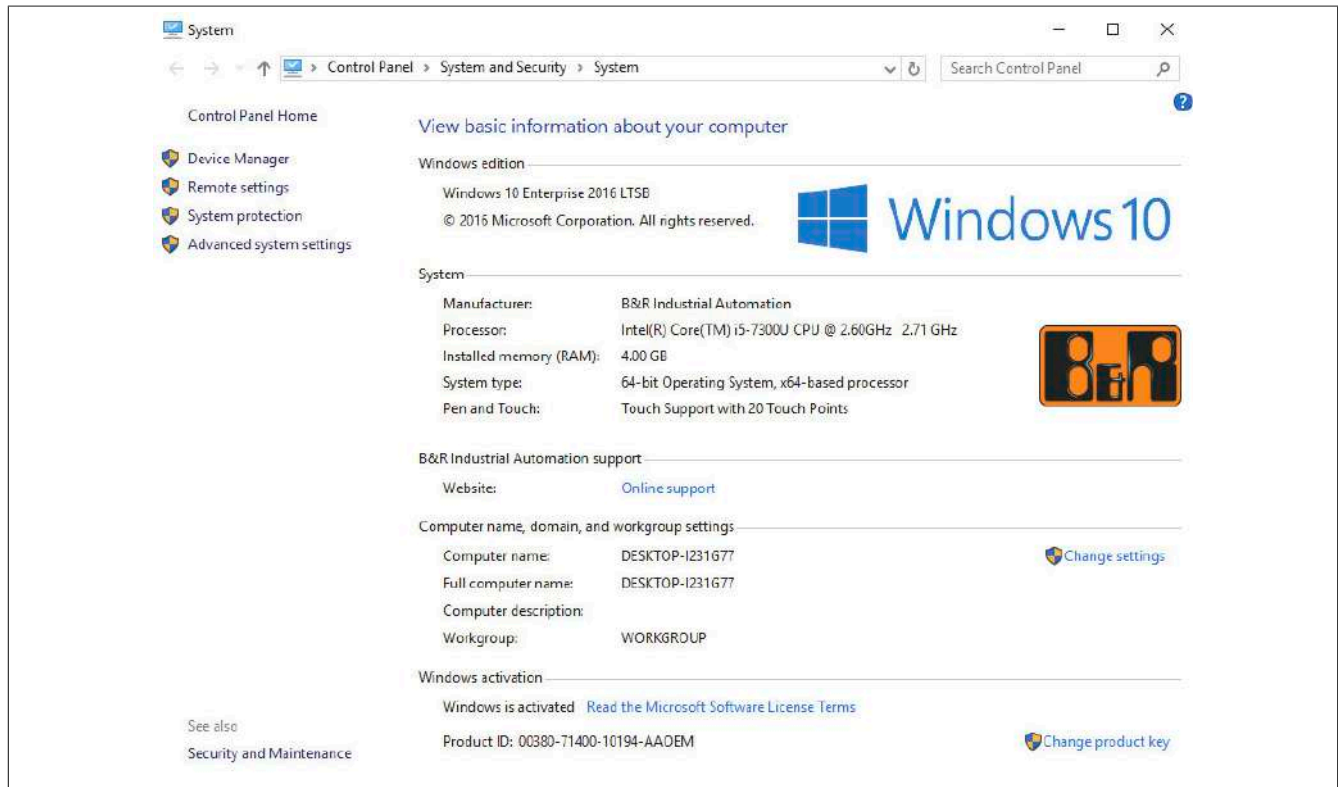 System
Control Panel > System and Security > System
Search Control Panel
Control Panel Home
Device Manager
Remote settings
System protection
Advanced system settings
See also
Security and Maintenance
View basic information about your computer
Windows edition
Windows 10 Enterprise 2016 LTSB
© 2016 Microsoft Corporation. All rights reserved.
Windows 10
System
Manufacturer: B&R Industrial Automation
Processor: Intel(R) Core(TM) i5-7300U CPU @ 2.60GHz 2.71 GHz
Installed memory (RAM): 4.00 GB
System type: 64-bit Operating System, x64-based processor
Pen and Touch: Touch Support with 20 Touch Points
B&R
B&R Industrial Automation support
Website: Online support
Computer name, domain, and workgroup settings
Computer name: DESKTOP-I231G77
Change settings
Full computer name: DESKTOP-I231G77
Computer description:
Workgroup: WORKGROUP
Windows activation
Windows is activated Read the Microsoft Software License Terms
Product ID: 00380-71400-10194-AAOEM
Change product key